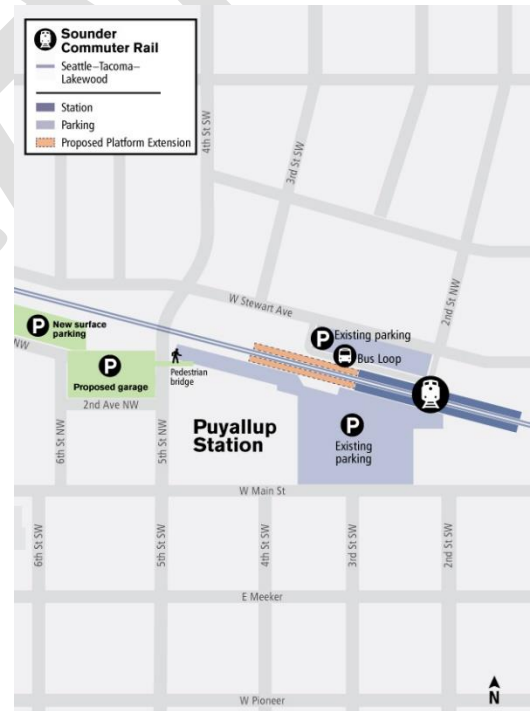 Sounder
Commuter Rail
Seattle–Tacoma–
Lakewood
Station
Parking
Proposed Platform Extension
4th St SW
3rd St SW
2nd St NW
W Stewart Ave
P
New surface
parking
NW
P
Proposed garage
Pedestrian
bridge
P
Existing parking
Bus Loop
2nd Ave NW
6th St NW
5th St NW
Puyallup
Station
P
Existing
parking
W Main St
6th St SW
5th St SW
4th St SW
3rd St SW
2nd St SW
E Meeker
W Pioneer
N